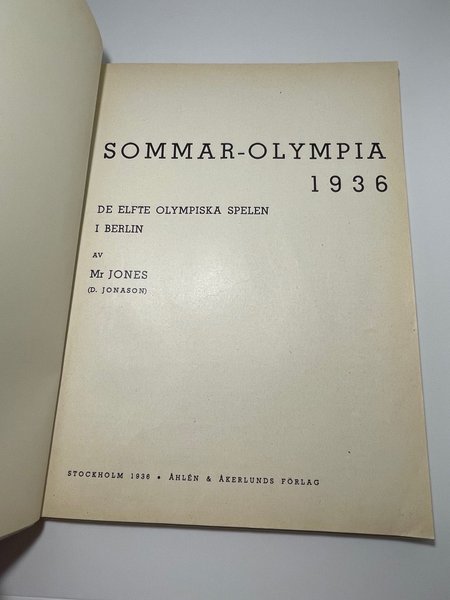 SOMMAR-OLYMPIA
1936
DE ELFTE OLYMPISKA SPELEN
I BERLIN
AV
Mr JONES
(D. JONASON)
STOCKHOLM 1936 • ÅHLÉN & ÅKERLUNDS FÖRLAG